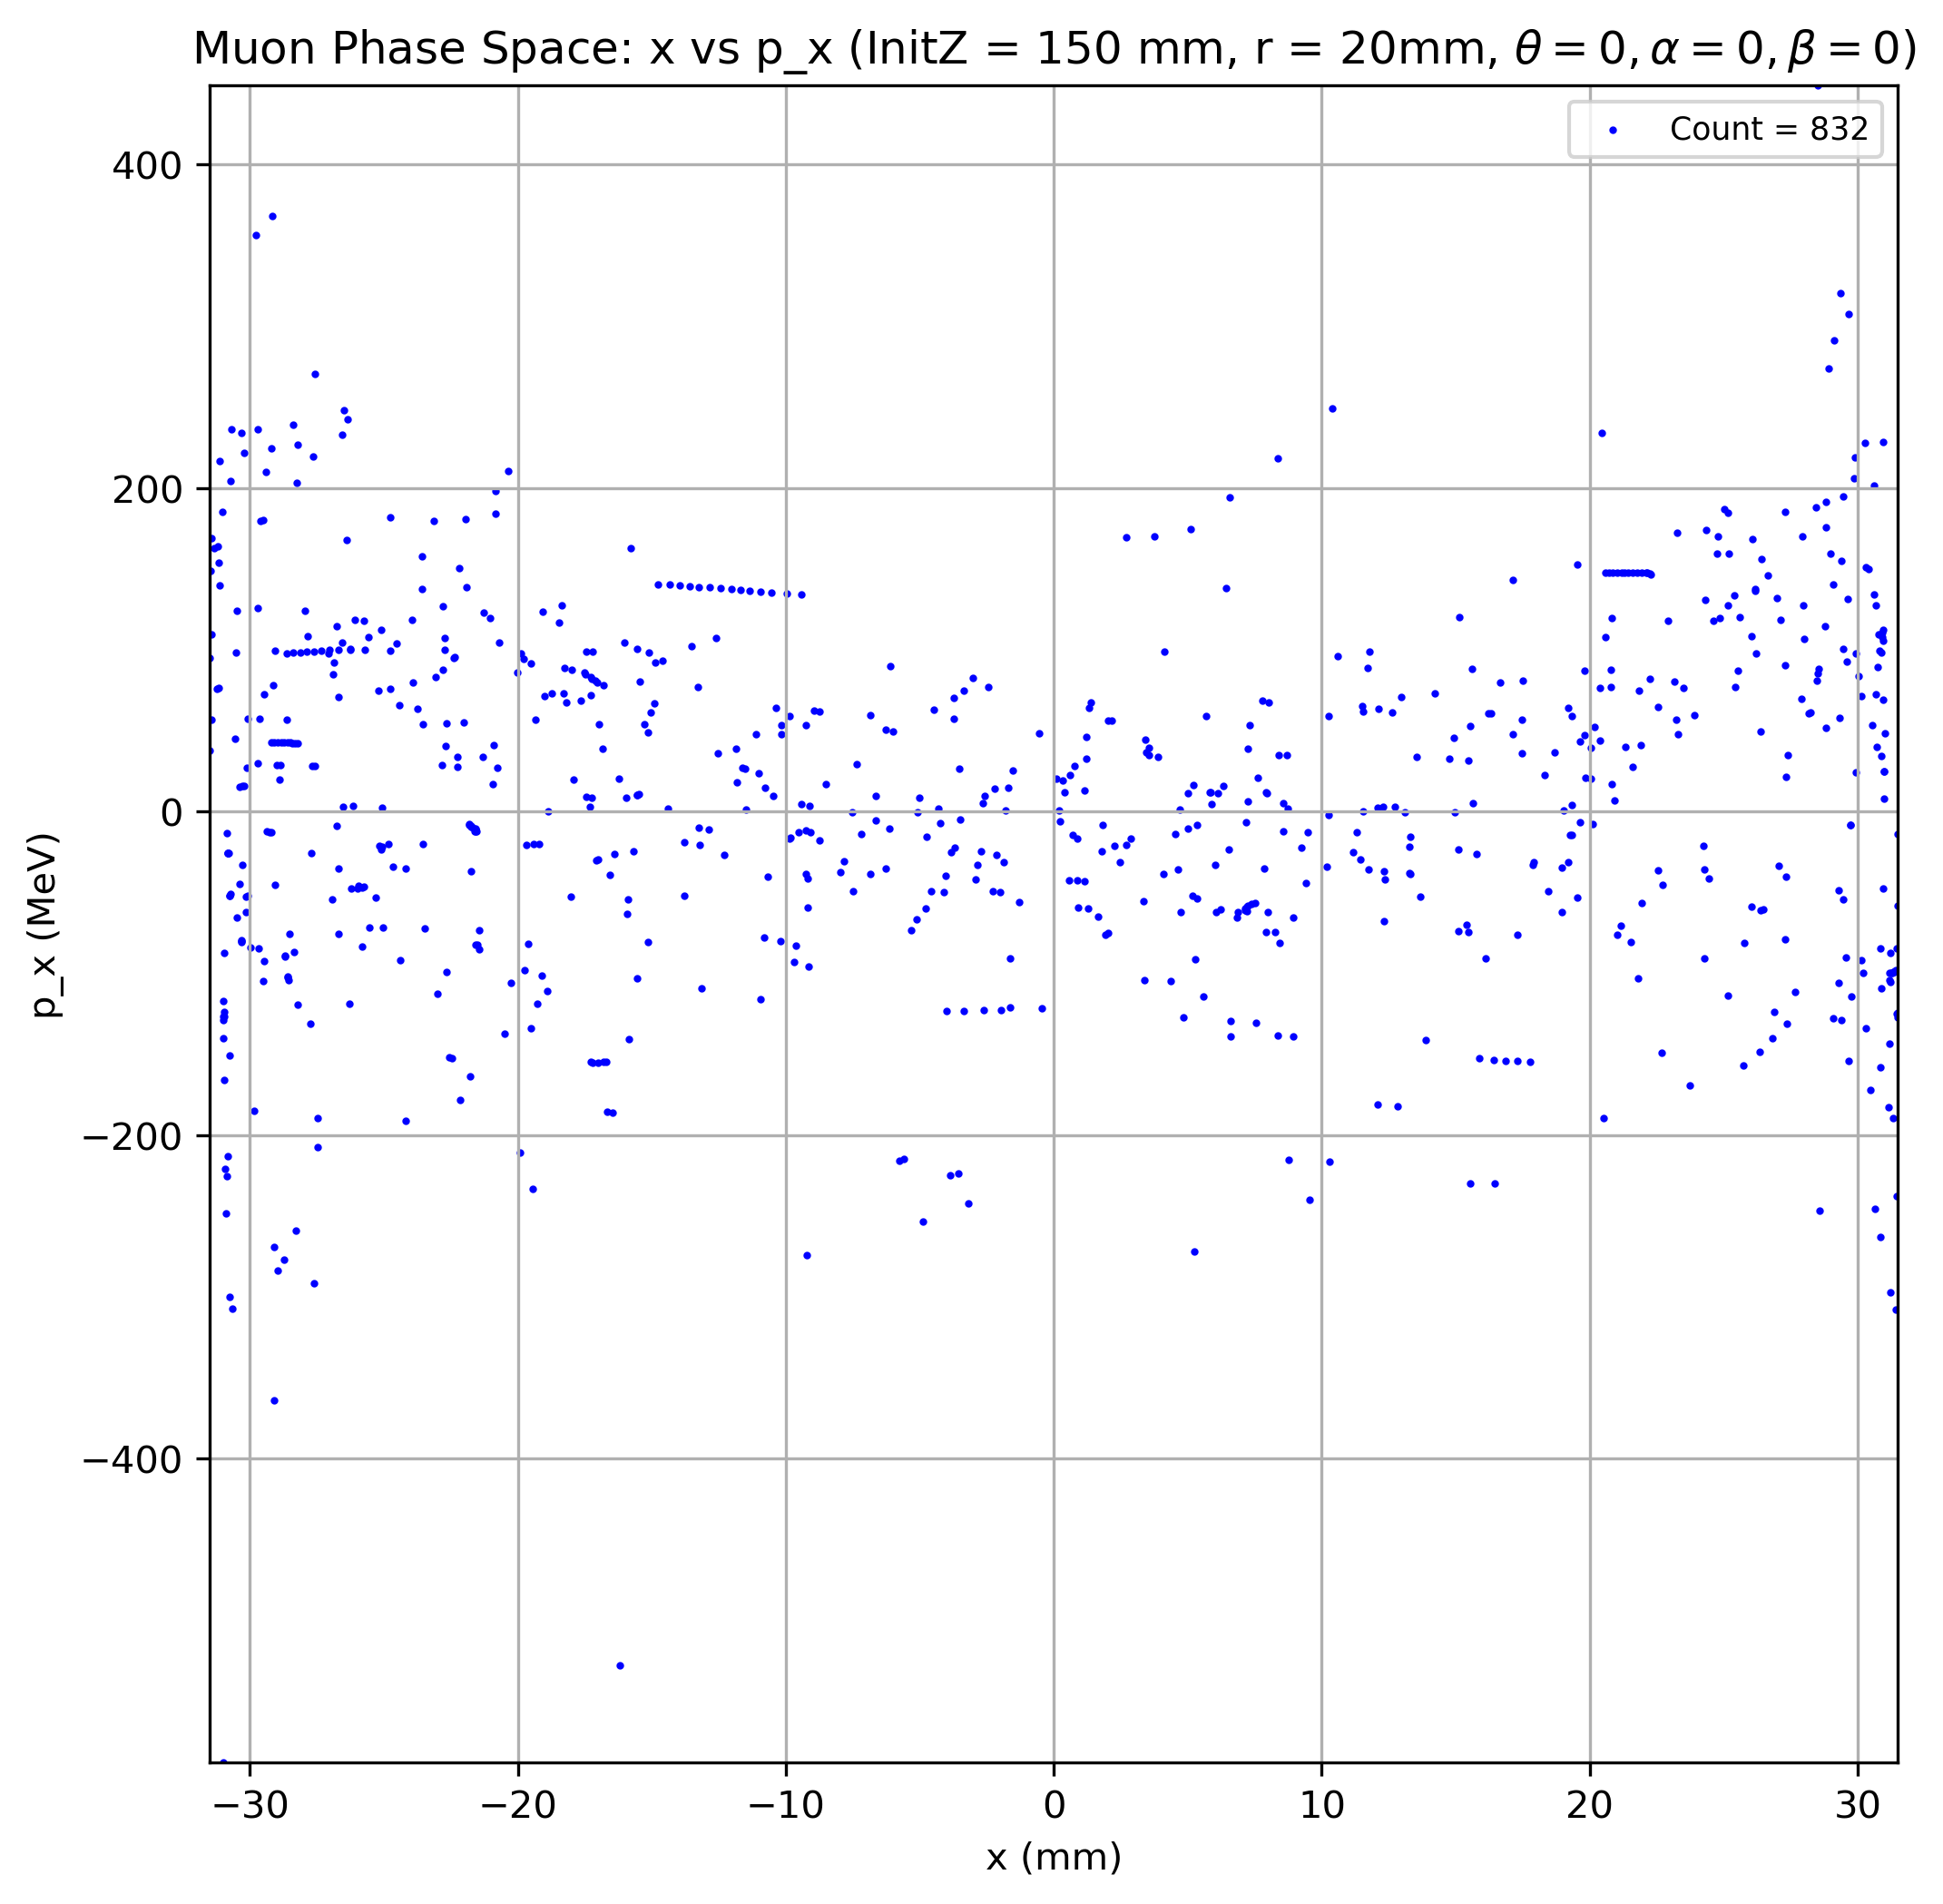 Muon Phase Space: x vs p_x (InitZ = 150 mm, r = 20mm, θ = 0, α = 0, β = 0)
Count = 832
400
200
0
−200
−400
p_x (MeV)
−30 −20 −10 0 10 20 30
x (mm)